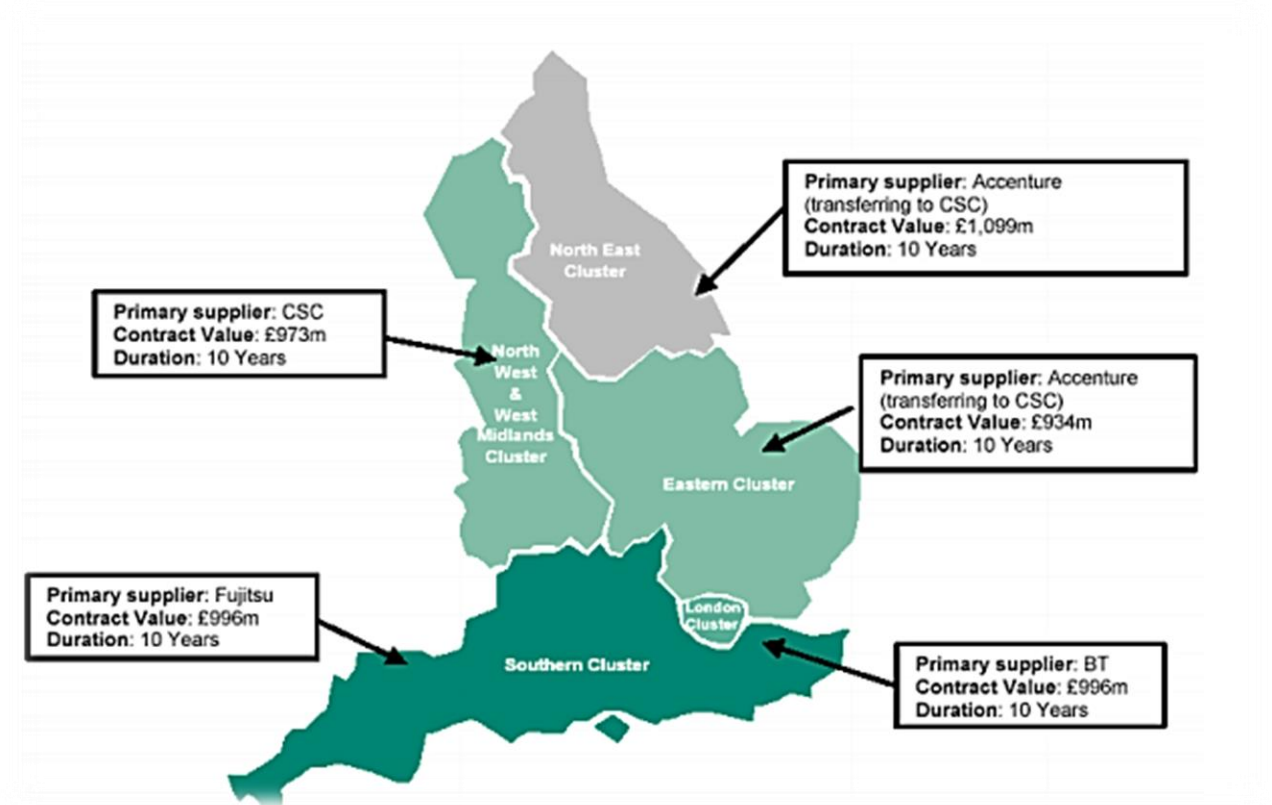 Primary supplier: Accenture
(transferring to CSC)
Contract Value: £1,099m
Duration: 10 Years
North East
Cluster
Primary supplier: CSC
Contract Value: £973m
Duration: 10 Years
North
West
&
West
Midlands
Cluster
Primary supplier: Accenture
(transferring to CSC)
Contract Value: £934m
Duration: 10 Years
Eastern Cluster
Primary supplier: Fujitsu
Contract Value: £996m
Duration: 10 Years
London
Cluster
Southern Cluster
Primary supplier: BT
Contract Value: £996m
Duration: 10 Years